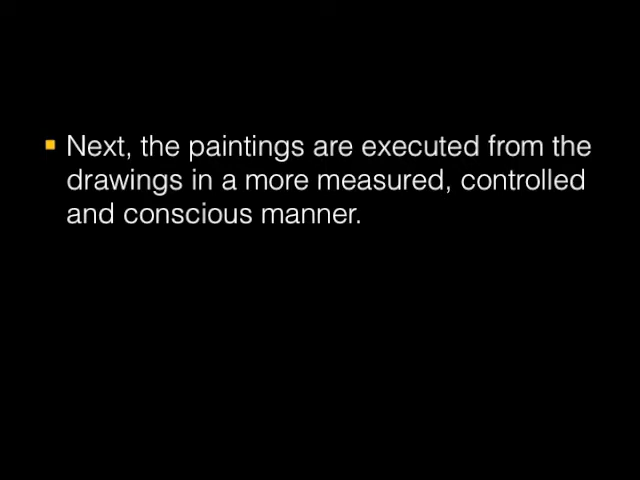 Next, the paintings are executed from the
drawings in a more measured, controlled
and conscious manner.